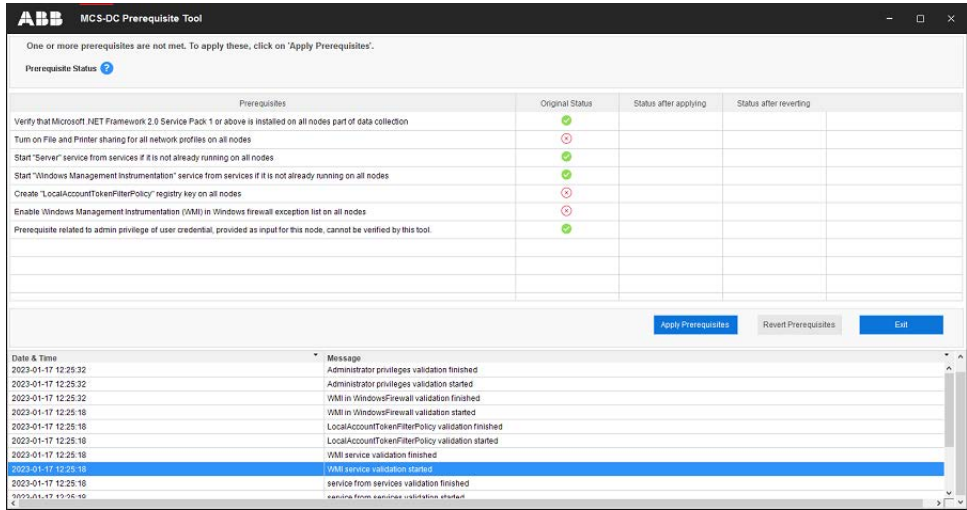 ABB MCS-DC Prerequisite Tool
One or more prerequisites are not met. To apply these, click on 'Apply Prerequisites'.
Prerequisite Status ?
Prerequisites Original Status Status after applying Status after reverting
Verify that Microsoft .NET Framework 2.0 Service Pack 1 or above is installed on all nodes part of data collection
Turn on File and Printer sharing for all network profiles on all nodes
Start "Server" service from services if it is not already running on all nodes
Start "Windows Management Instrumentation" service from services if it is not already running on all nodes
Create "LocalAccountTokenFilterPolicy" registry key on all nodes
Enable Windows Management Instrumentation (WMI) in Windows firewall exception list on all nodes
Prerequisite related to admin privilege of user credential, provided as input for this node, cannot be verified by this tool.
Apply Prerequisites Revert Prerequisites Exit
Date & Time Message
2023-01-17 12:25:32 Administrator privileges validation finished
2023-01-17 12:25:32 Administrator privileges validation started
2023-01-17 12:25:32 WMI in WindowsFirewall validation finished
2023-01-17 12:25:18 WMI in WindowsFirewall validation started
2023-01-17 12:25:18 LocalAccountTokenFilterPolicy validation finished
2023-01-17 12:25:18 LocalAccountTokenFilterPolicy validation started
2023-01-17 12:25:18 WMI service validation finished
2023-01-17 12:25:18 WMI service validation started
2023-01-17 12:25:18 service from services validation finished
2023-01-17 12:25:18 service from services validation started